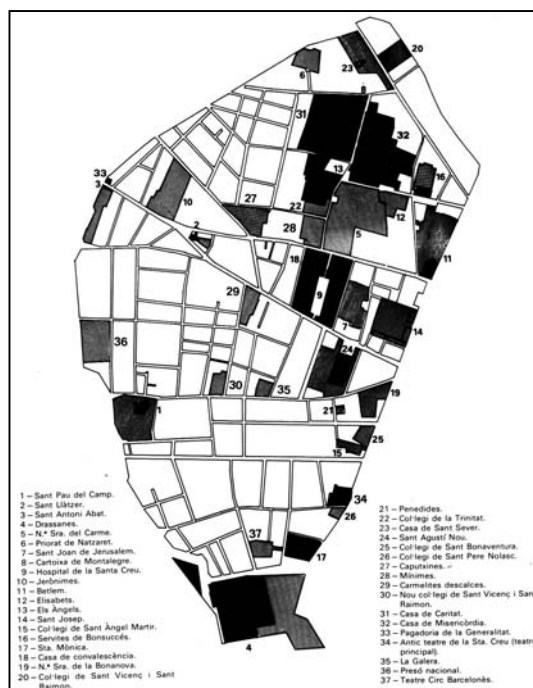 20
23
6
8
31
32
13
16
33
3
10
27
22
12
28
5
2
11
18
9
29
7
14
36
24
30
35
19
1
21
25
15
34
26
37
17
4
1 – Sant Pau del Camp.
2 – Sant Llàtzer.
3 – Sant Antoni Abat.
4 – Drassanes.
5 – N.ª Sra. del Carme.
6 – Priorat de Natzaret.
7 – Sant Joan de Jerusalem.
8 – Cartoixa de Montalegre.
9 – Hospital de la Santa Creu.
10 – Jerònimes.
11 – Betlem.
12 – Elisabets.
13 – Els Àngels.
14 – Sant Josep.
15 – Col·legi de Sant Àngel Martir.
16 – Servites de Bonsuccés.
17 – Sta. Mònica.
18 – Casa de convalescència.
19 – N.ª Sra. de la Bonanova.
20 – Col·legi de Sant Vicenç i Sant
Raimon.
21 – Penedides.
22 – Col·legi de la Trinitat.
23 – Casa de Sant Sever.
24 – Sant Agustí Nou.
25 – Col·legi de Sant Bonaventura.
26 – Col·legi de Sant Pere Nolasc.
27 – Caputxines.
28 – Mínimes.
29 – Carmelites descalces.
30 – Nou col·legi de Sant Vicenç i San
Raimon.
31 – Casa de Caritat.
32 – Casa de Misericòrdia.
33 – Pagadoria de la Generalitat.
34 – Antic teatre de la Sta. Creu (teatre
principal).
35 – La Galera.
36 – Presó nacional.
37 – Teatre Circ Barcelonès.